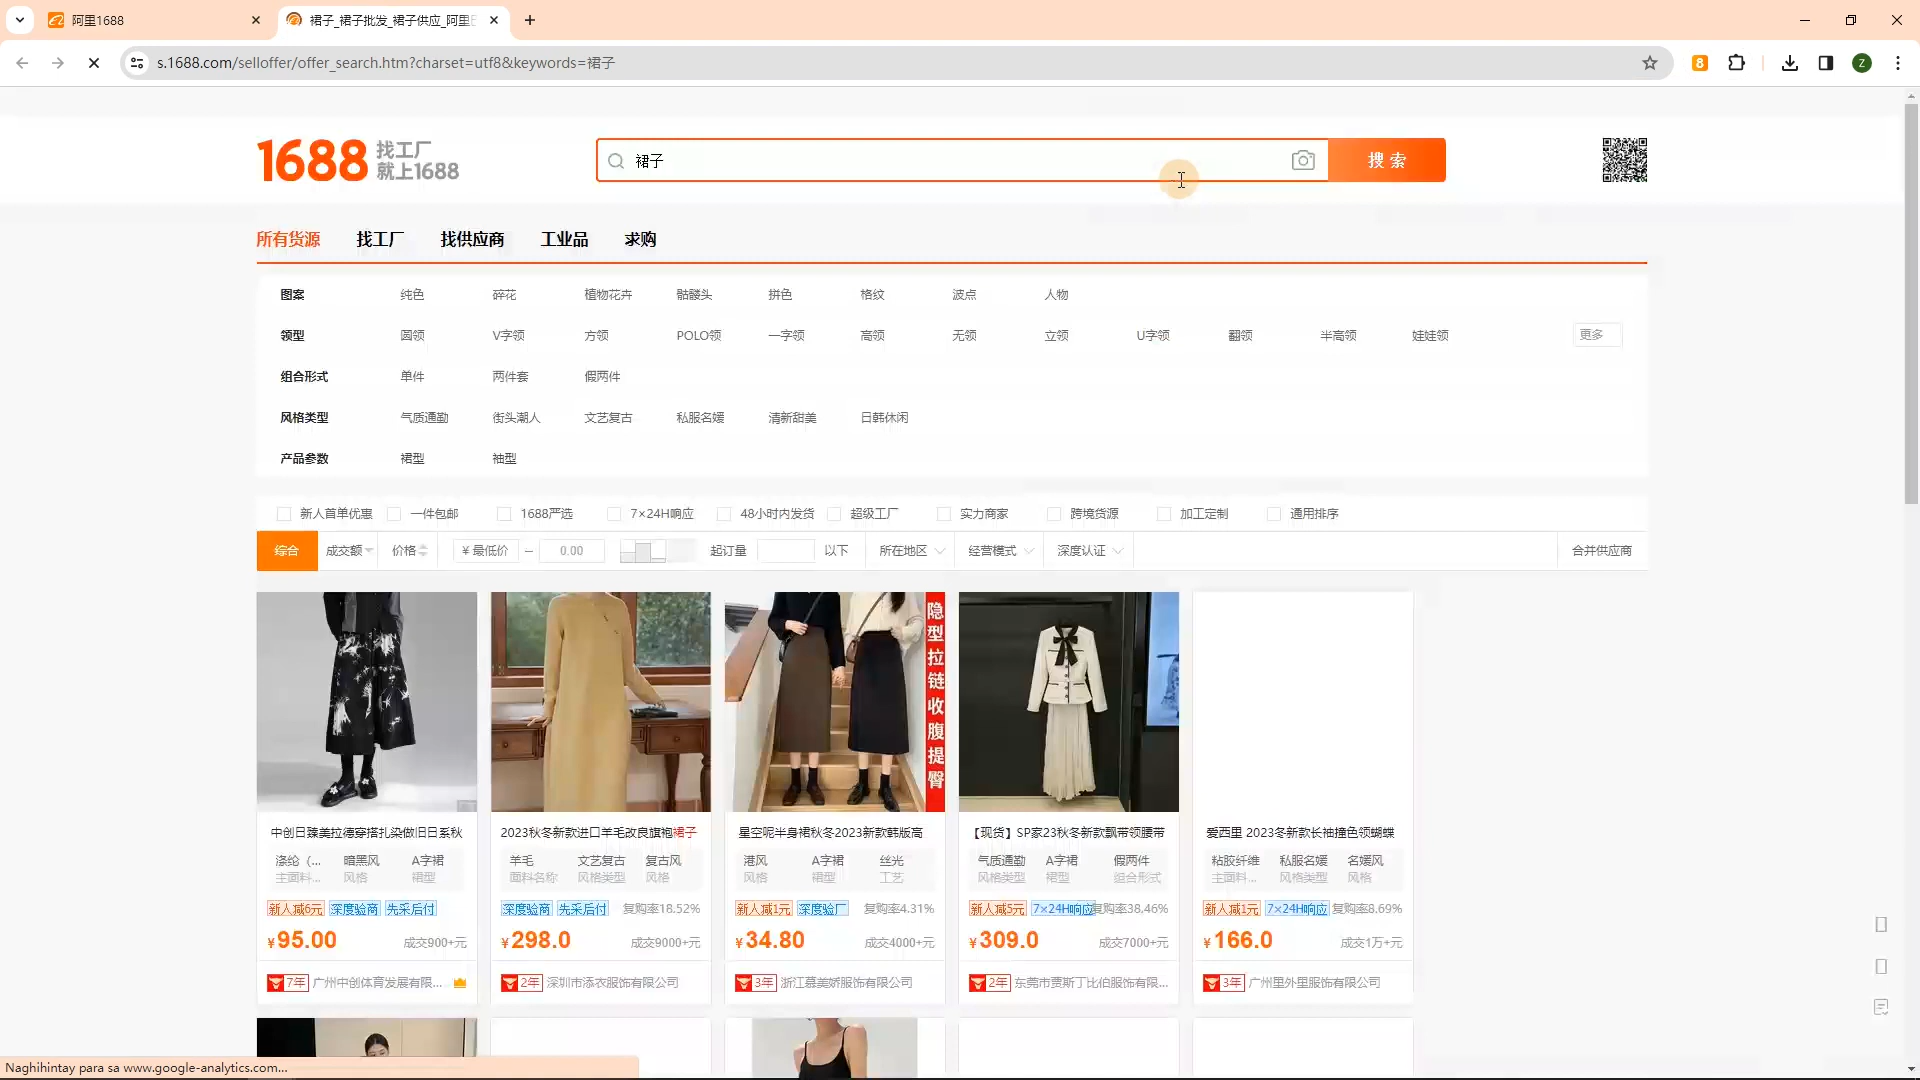 阿里1688
裙子_裙子批发_裙子供应_阿里
s.1688.com/selloffer/offer_search.htm?charset=utf8&keywords=裙子
8
Z
1688 找工厂
就上1688
裙子
搜 索
所有货源 找工厂 找供应商 工业品 求购
图案 纯色 碎花 植物花卉 骷髅头 拼色 格纹 波点 人物
领型 圆领 V字领 方领 POLO领 一字领 高领 无领 立领 U字领 翻领 半高领 娃娃领 更多
组合形式 单件 两件套 假两件
风格类型 气质通勤 街头潮人 文艺复古 私服名媛 清新甜美 日韩休闲
产品参数 裙型 袖型
新人首单优惠 一件包邮 1688严选 7×24H响应 48小时内发货 超级工厂 实力商家 跨境货源 加工定制 通用排序
综合 成交额 价格 ¥ 最低价 – 0.00 起订量 以下 所在地区 经营模式 深度认证 合并供应商
隐型拉链收腹提臀
中创日臻美拉德穿搭扎染做旧日系秋
涤纶（... 暗黑风 A字裙
主面料... 风格 裙型
新人减6元 深度验商 先采后付
¥95.00 成交900+元
7年 广州中创体育发展有限...
2023秋冬新款进口羊毛改良旗袍裙子
羊毛 文艺复古 复古风
面料名称 风格类型 风格
深度验商 先采后付 复购率18.52%
¥298.0 成交9000+元
2年 深圳市添衣服饰有限公司
星空呢半身裙秋冬2023新款韩版高
港风 A字裙 丝光
风格 裙型 工艺
新人减1元 深度验厂 复购率4.31%
¥34.80 成交4000+元
3年 浙江慕美娇服饰有限公司
【现货】SP家23秋冬新款飘带领腰带
气质通勤 A字裙 假两件
风格类型 裙型 组合形式
新人减5元 7×24H响应 复购率38.46%
¥309.0 成交7000+元
2年 东莞市贾斯丁比伯服饰有限...
爱西里 2023冬新款长袖撞色领蝴蝶
粘胶纤维 私服名媛 名媛风
主面料... 风格类型 风格
新人减1元 7×24H响应 复购率8.69%
¥166.0 成交1万+元
3年 广州里外里服饰有限公司
Naghihintay para sa www.google-analytics.com...